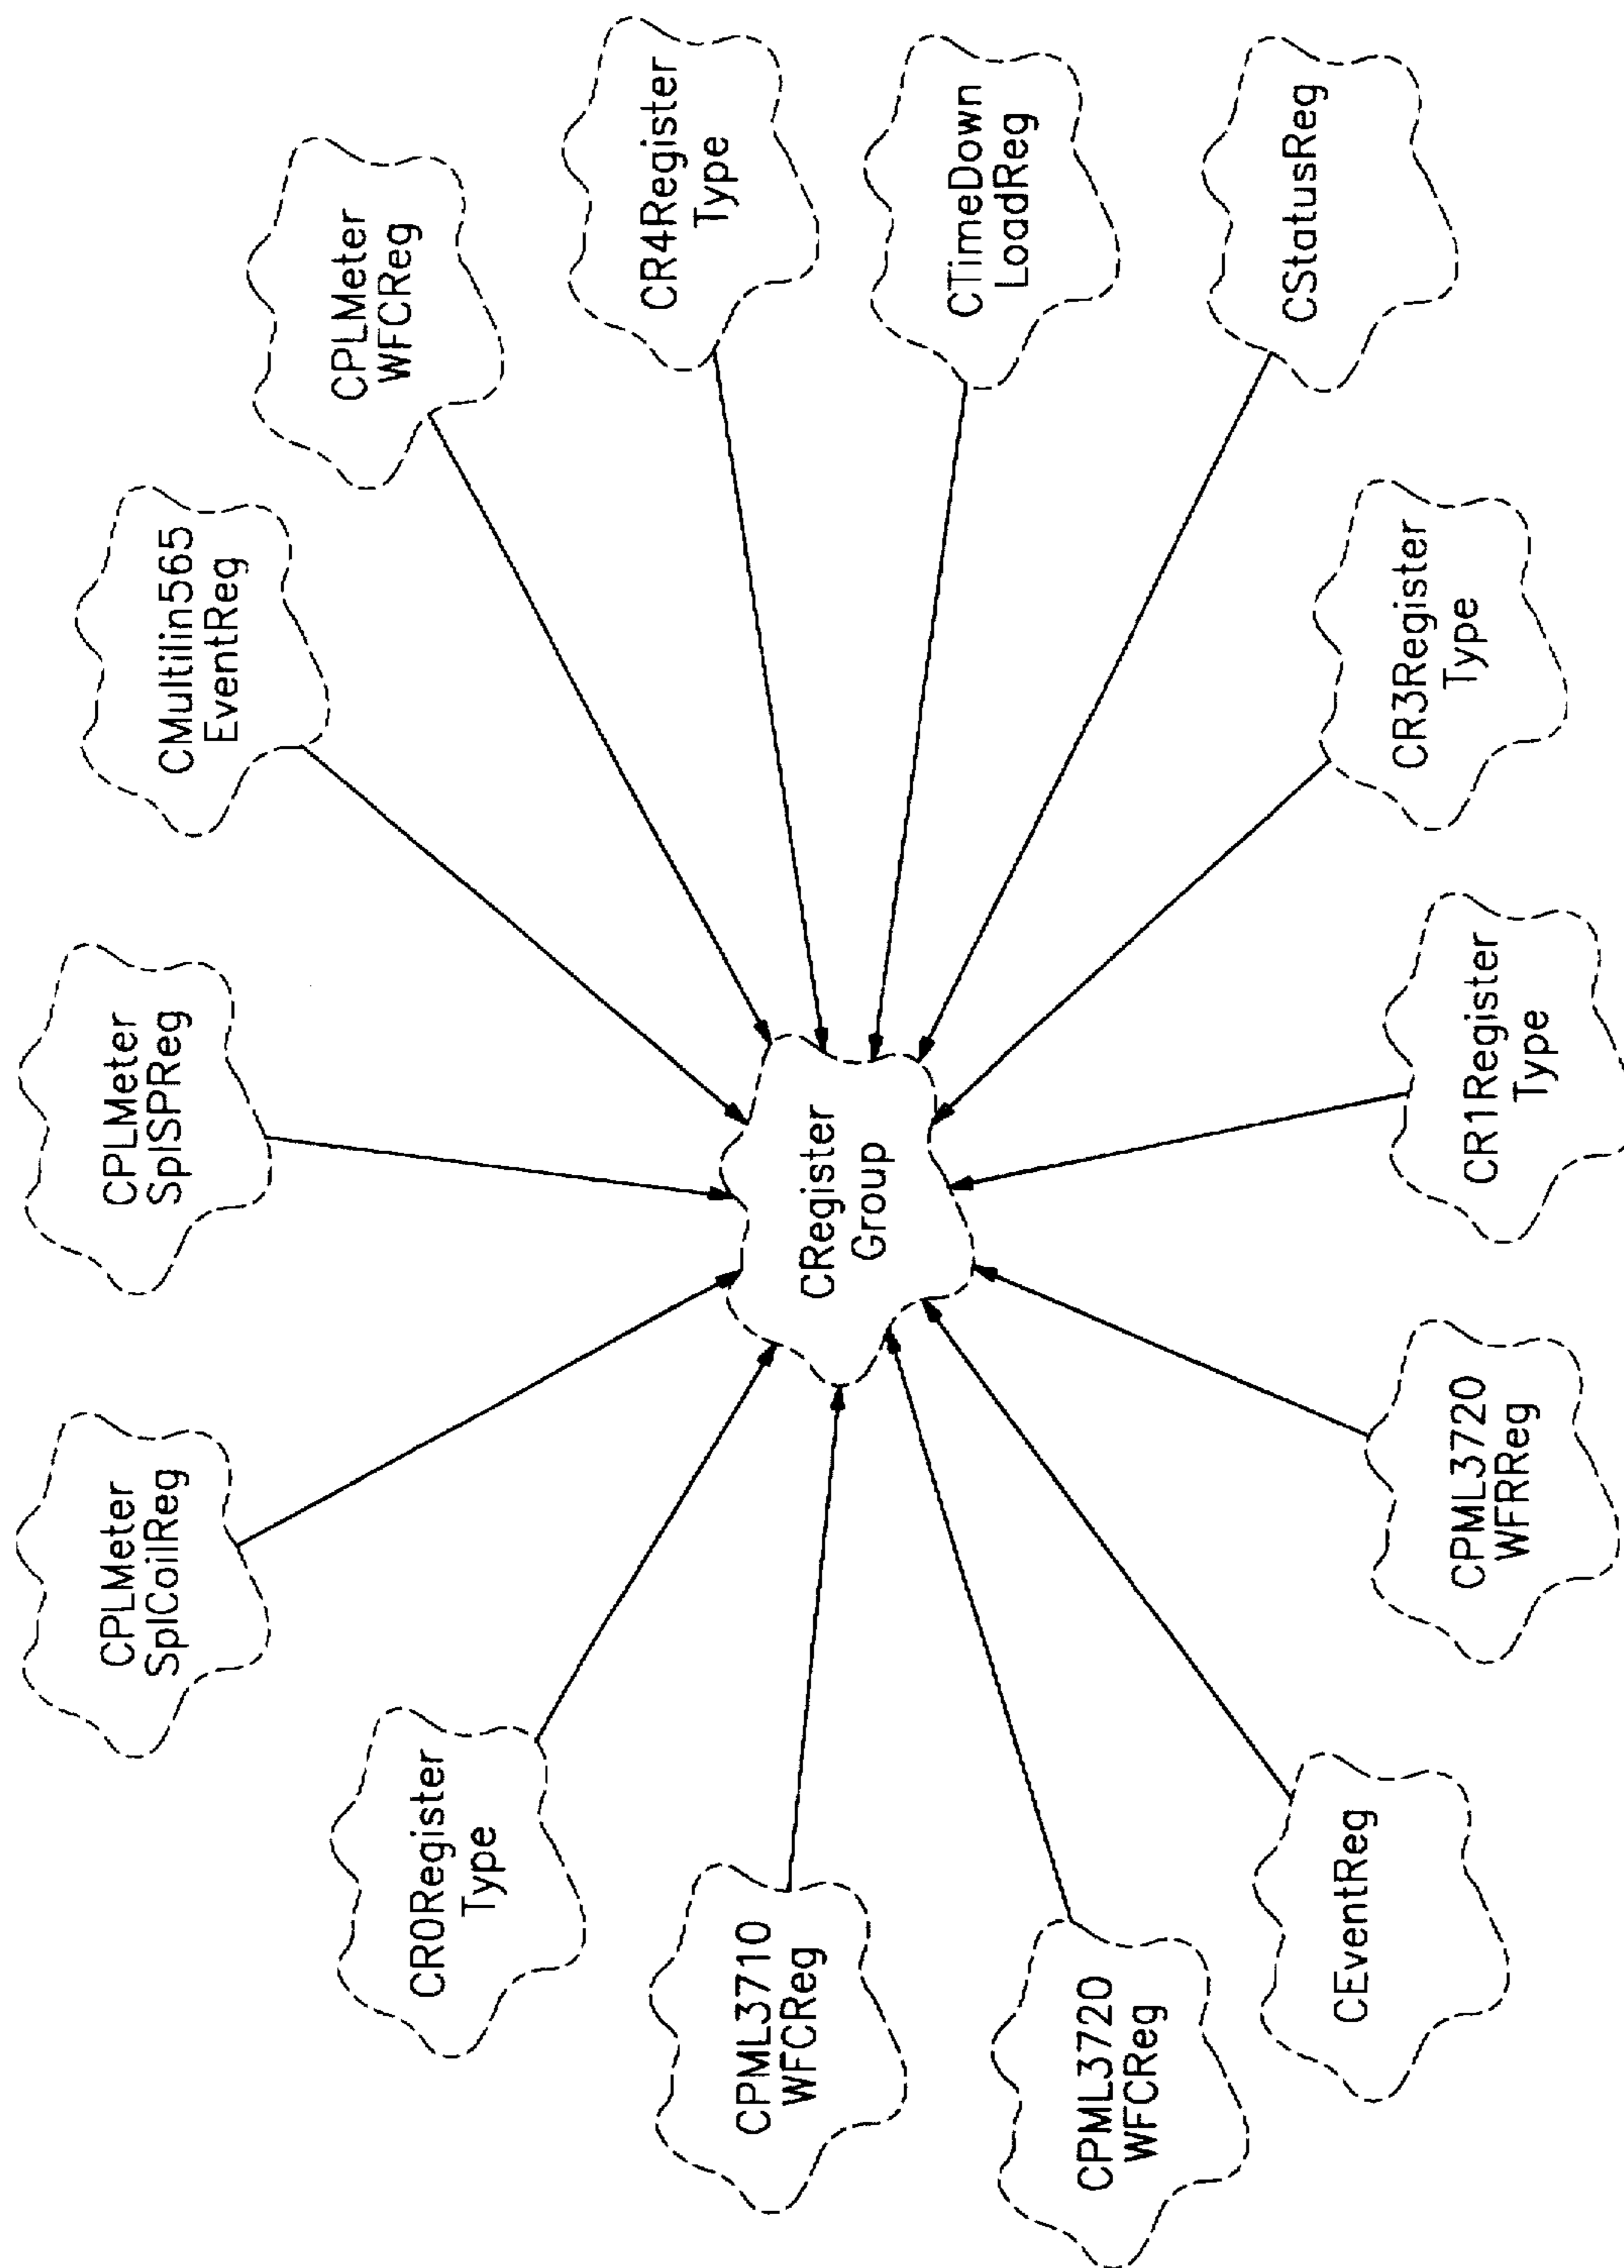 CPLMeter
SplCoilReg
CPLMeter
SplSPReg
CMultilin565
EventReg
CR0Register
Type
CPLMeter
WFCReg
CPML3710
WFCReg
CRegister
Group
CR4Register
Type
CPML3720
WFCReg
CTimeDown
LoadReg
CEventReg
CStatusReg
CPML3720
WFRReg
CR1Register
Type
CR3Register
Type